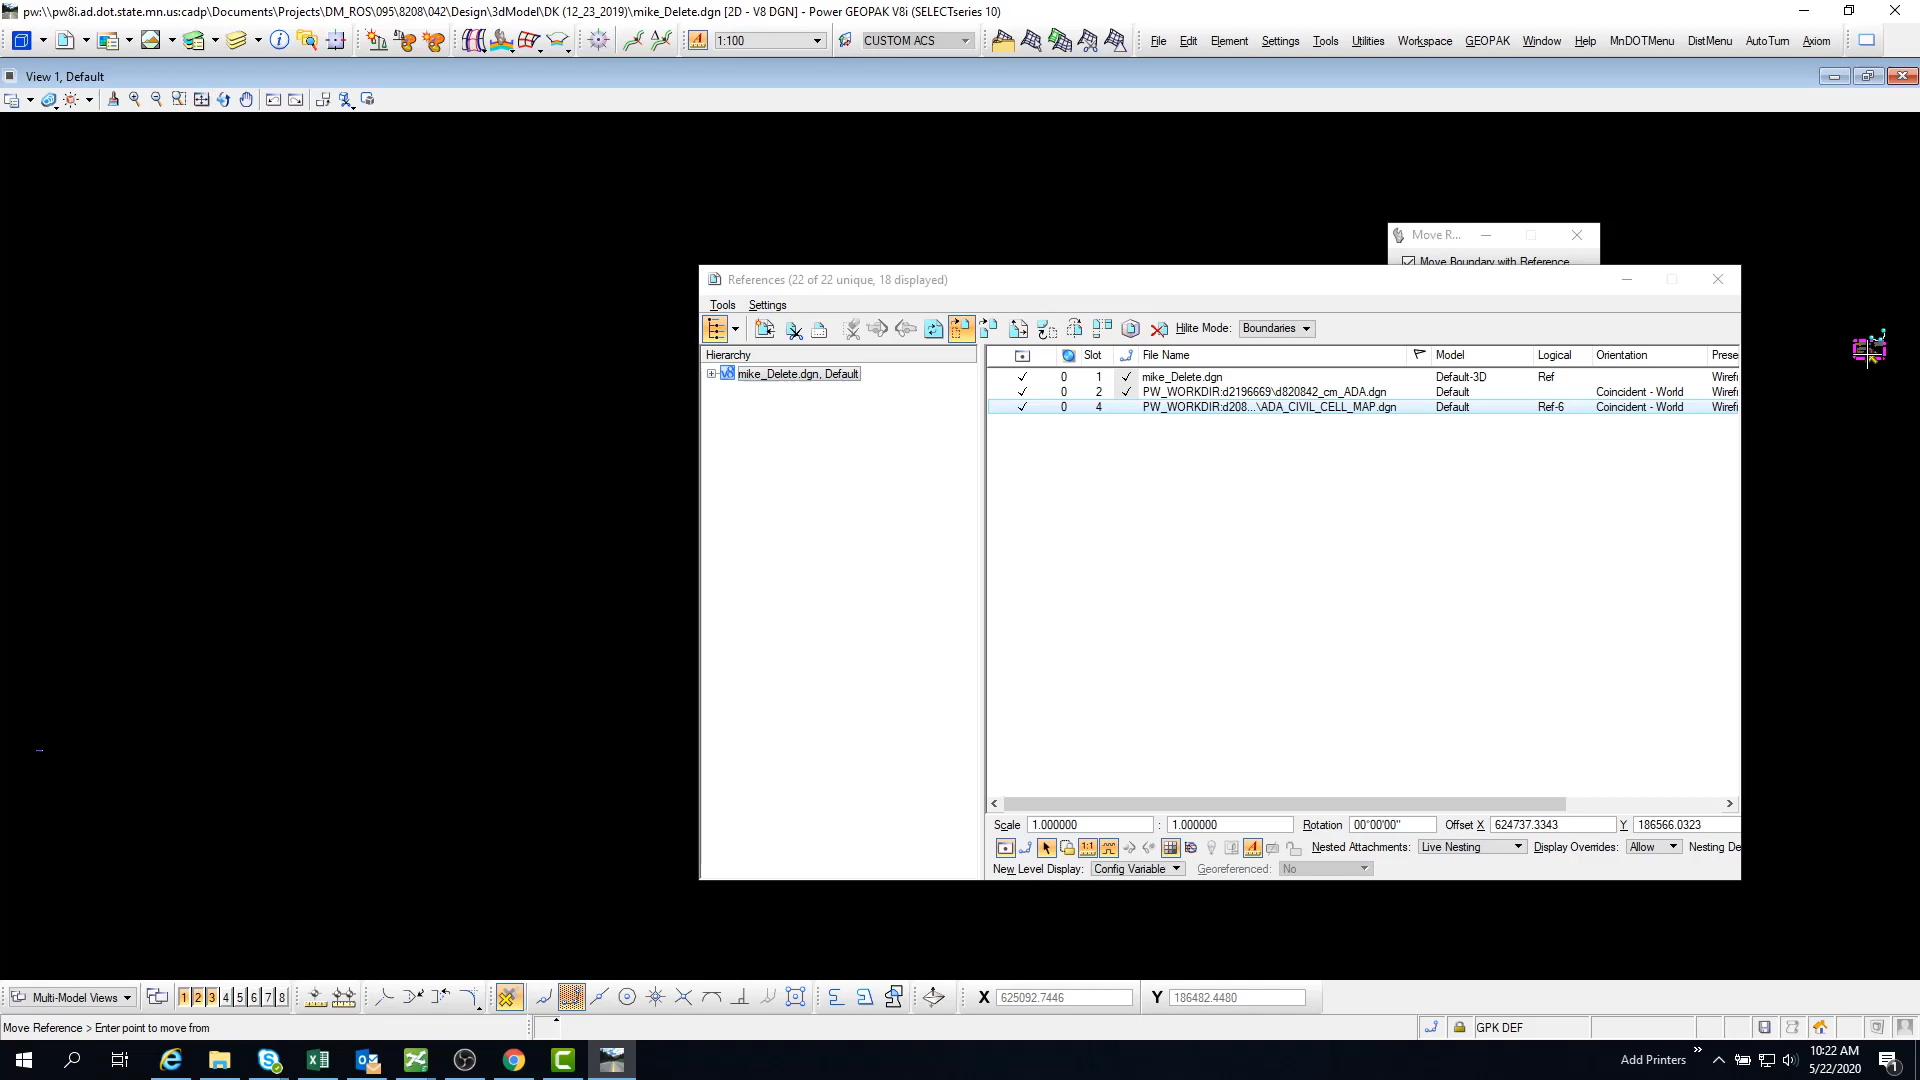 pw:\\pw8i.ad.dot.state.mn.us:cadp\Documents\Projects\DM_ROS\095\8208\042\Design\3dModel\DK (12_23_2019)\mike_Delete.dgn [2D - V8 DGN] - Power GEOPAK V8i (SELECTseries 10)
1:100 CUSTOM ACS File Edit Element Settings Tools Utilities Workspace GEOPAK Window Help MnDOTMenu DistMenu AutoTurn Axiom
View 1, Default
Move R...
Move Boundary with Reference
References (22 of 22 unique, 18 displayed)
Tools Settings
Hilite Mode: Boundaries
Hierarchy
mike_Delete.dgn, Default
Slot File Name Model Logical Orientation Prese
0 1 mike_Delete.dgn Default-3D Ref Wirefi
0 2 PW_WORKDIR:d2196669\d820842_cm_ADA.dgn Default Coincident - World Wirefi
0 4 PW_WORKDIR:d208...\ADA_CIVIL_CELL_MAP.dgn Default Ref-6 Coincident - World Wirefi
Scale 1.000000 : 1.000000 Rotation 00°00'00" Offset X 624737.3343 Y 186566.0323
1:1 Nested Attachments: Live Nesting Display Overrides: Allow Nesting De
New Level Display: Config Variable Georeferenced: No
Multi-Model Views 1 2 3 4 5 6 7 8 X 625092.7446 Y 186482.4480
Move Reference > Enter point to move from GPK DEF
Add Printers 10:22 AM
5/22/2020 1